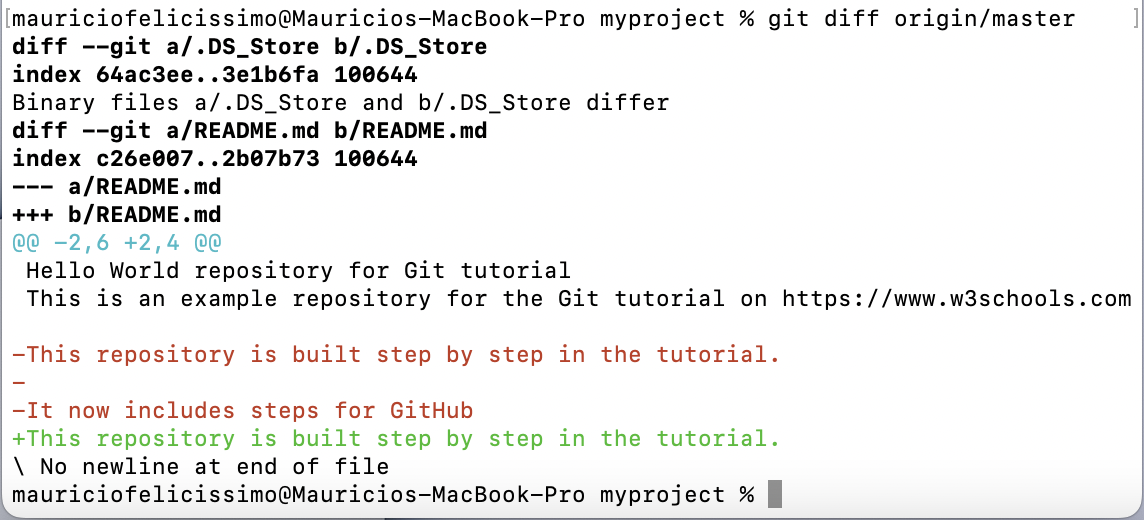 [mauriciofelicissimo@Mauricios-MacBook-Pro myproject % git diff origin/master ]
diff --git a/.DS_Store b/.DS_Store
index 64ac3ee..3e1b6fa 100644
Binary files a/.DS_Store and b/.DS_Store differ
diff --git a/README.md b/README.md
index c26e007..2b07b73 100644
--- a/README.md
+++ b/README.md
@@ -2,6 +2,4 @@
 Hello World repository for Git tutorial
 This is an example repository for the Git tutorial on https://www.w3schools.com

-This repository is built step by step in the tutorial.
-
-It now includes steps for GitHub
+This repository is built step by step in the tutorial.
\ No newline at end of file
mauriciofelicissimo@Mauricios-MacBook-Pro myproject %